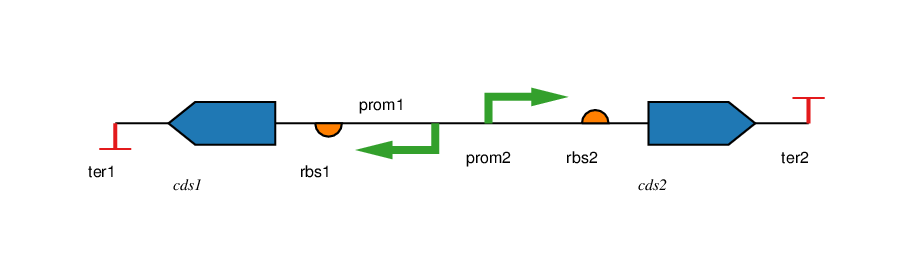 prom1
ter1
cds1
rbs1
prom2
rbs2
cds2
ter2